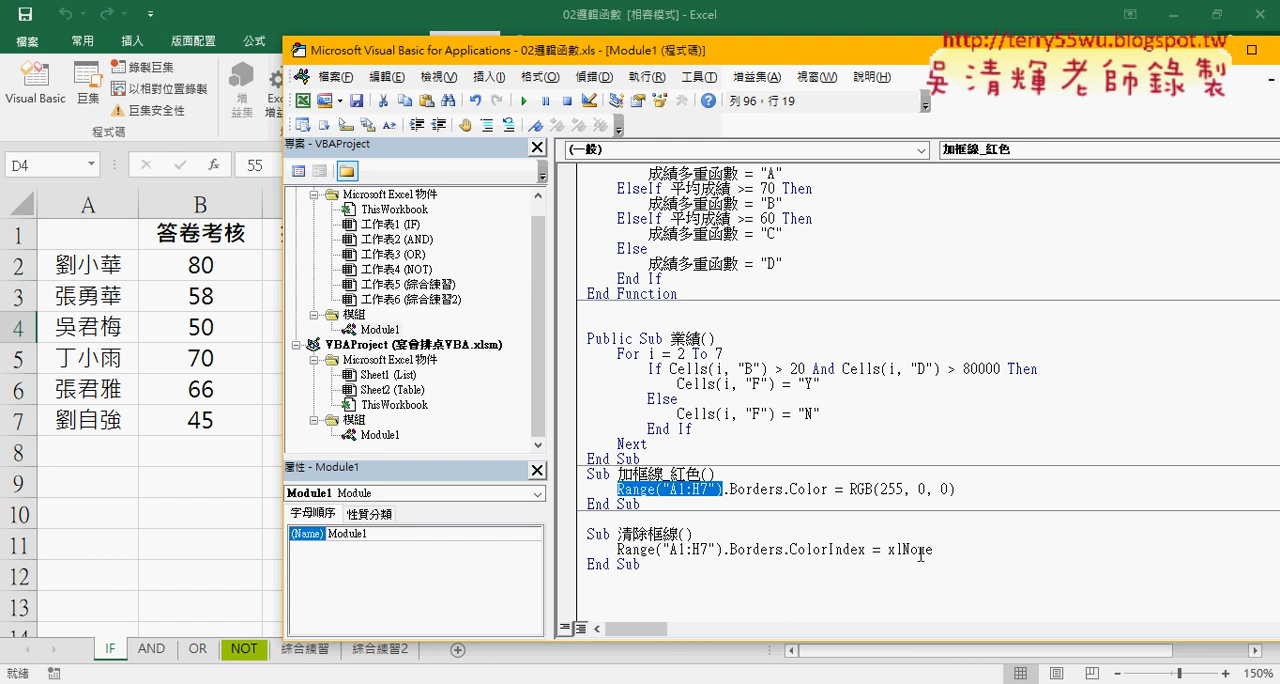 02邏輯函數 [相容模式] - Excel
檔案 常用 插入 版面配置 公式
Microsoft Visual Basic for Applications - 02邏輯函數.xls - [Module1 (程式碼)]
http://terry55wu.blogspot.tw
吳清輝老師錄製
檔案(F) 編輯(E) 檢視(V) 插入(I) 格式(O) 偵錯(D) 執行(R) 工具(T) 增益集(A) 視窗(W) 說明(H)
Visual Basic 巨集 錄製巨集
以相對位置錄製
巨集安全性
增益集
程式碼
列 96，行 19
專案 - VBAProject
(一般) 加框線_紅色
D4 fx 55
Microsoft Excel 物件
ThisWorkbook
工作表1 (IF)
工作表2 (AND)
工作表3 (OR)
工作表4 (NOT)
工作表5 (綜合練習)
工作表6 (綜合練習2)
模組
Module1
VBAProject (宴會排点VBA.xlsm)
Microsoft Excel 物件
Sheet1 (List)
Sheet2 (Table)
ThisWorkbook
模組
Module1
屬性 - Module1
Module1 Module
字母順序 性質分類
(Name) Module1
A B
1 答卷考核
2 劉小華 80
3 張勇華 58
4 吳君梅 50
5 丁小雨 70
6 張君雅 66
7 劉自強 45
8
9
10
11
12
13
14
成績多重函數 = "A"
ElseIf 平均成績 >= 70 Then
成績多重函數 = "B"
ElseIf 平均成績 >= 60 Then
成績多重函數 = "C"
Else
成績多重函數 = "D"
End If
End Function
Public Sub 業績()
For i = 2 To 7
If Cells(i, "B") > 20 And Cells(i, "D") > 80000 Then
Cells(i, "F") = "Y"
Else
Cells(i, "F") = "N"
End If
Next
End Sub
Sub 加框線_紅色()
Range("A1:H7").Borders.Color = RGB(255, 0, 0)
End Sub
Sub 清除框線()
Range("A1:H7").Borders.ColorIndex = xlNone
End Sub
IF AND OR NOT 綜合練習 綜合練習2
就緒 150%